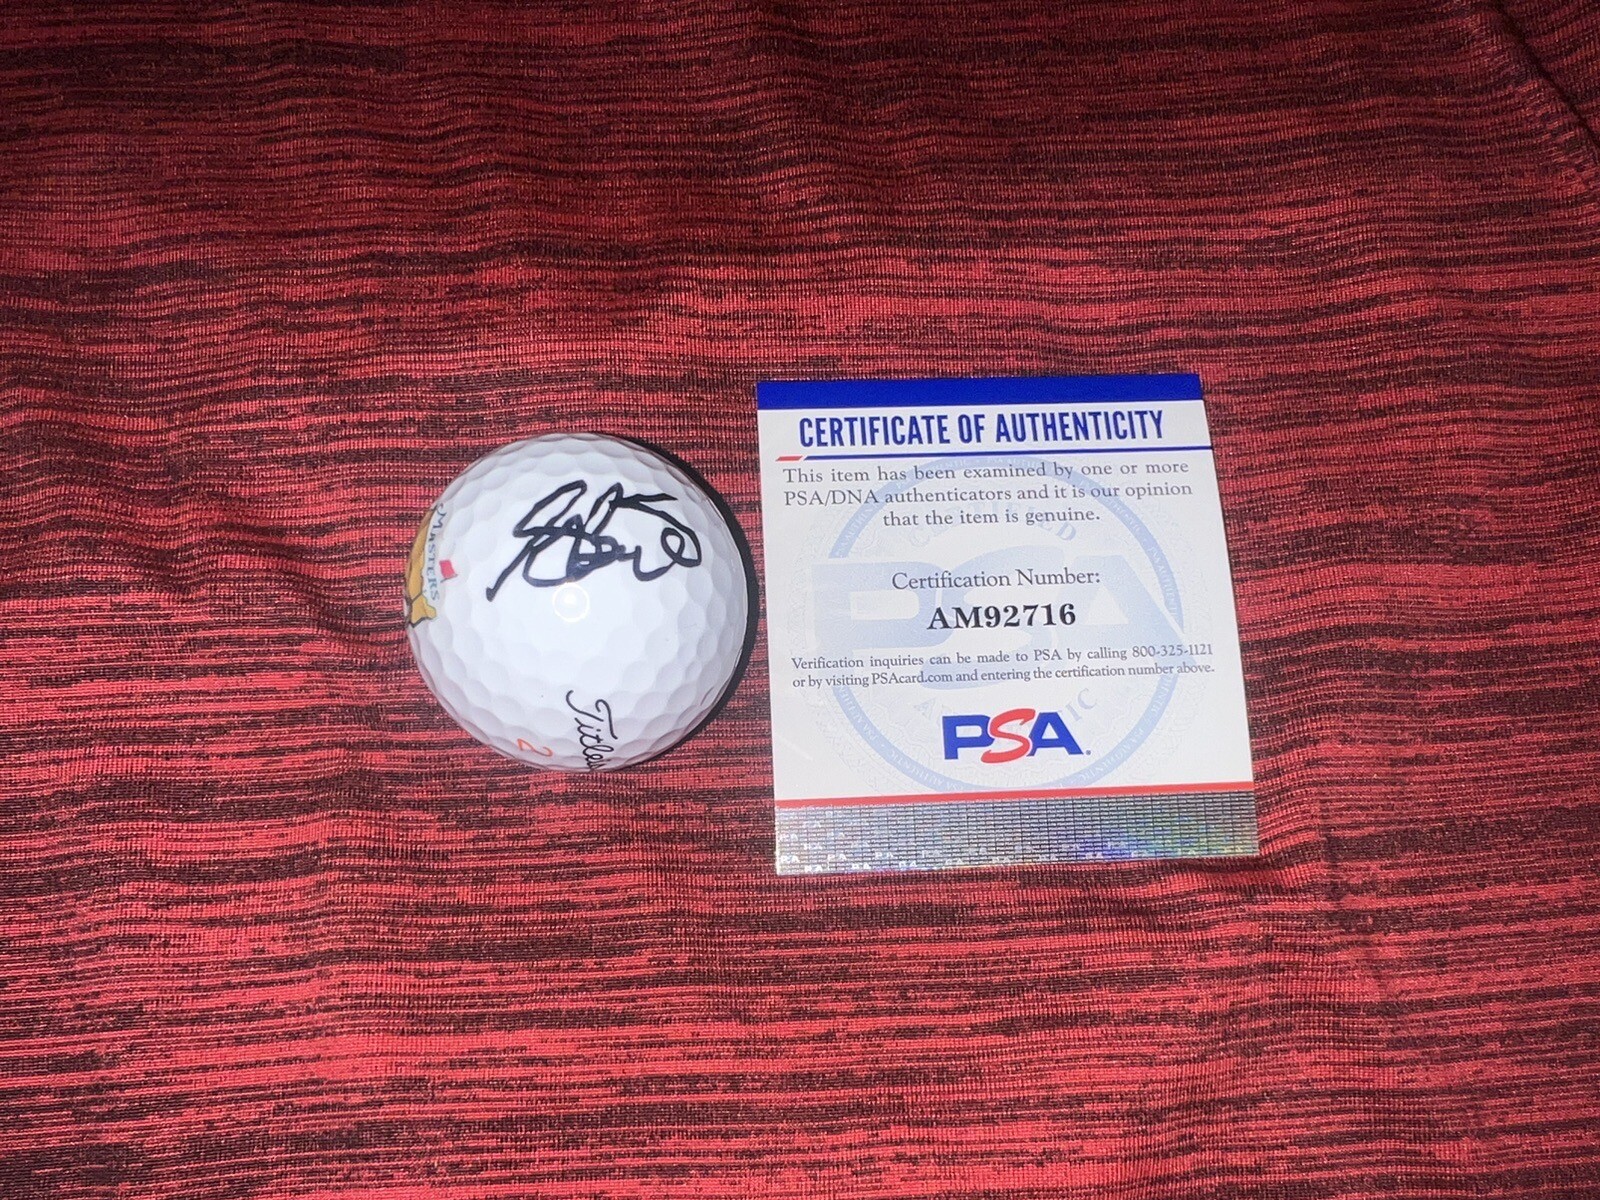 MASTERS
Titleist
2
CERTIFICATE OF AUTHENTICITY
This item has been examined by one or more
PSA/DNA authenticators and it is our opinion
that the item is genuine.
Certification Number:
AM92716
Verification inquiries can be made to PSA by calling 800-325-1121
or by visiting PSAcard.com and entering the certification number above.
PSA